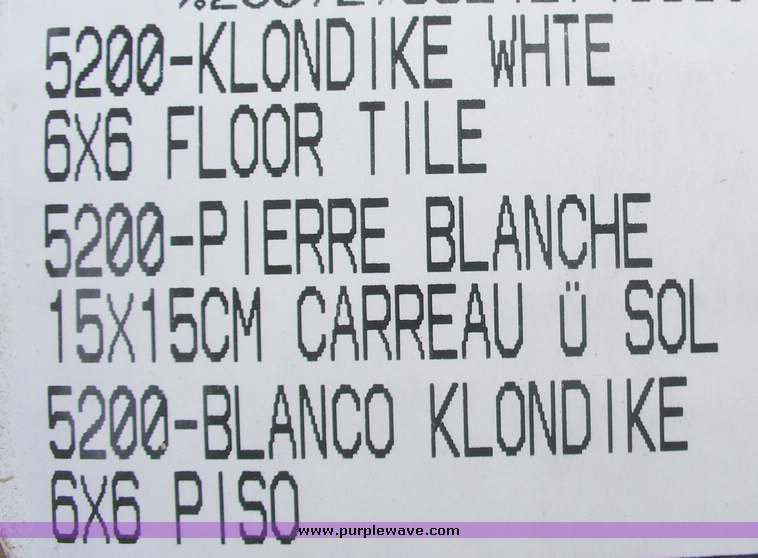 5200-KLONDIKE WHTE
6X6 FLOOR TILE
5200-PIERRE BLANCHE
15X15CM CARREAU Ü SOL
5200-BLANCO KLONDIKE
6X6 PISO
www.purplewave.com